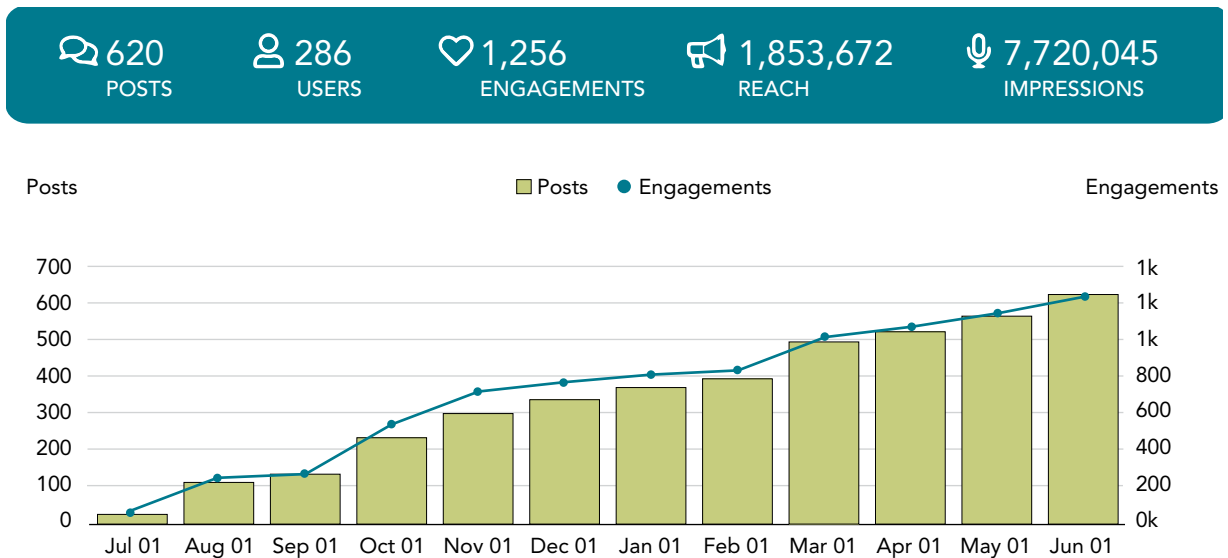 620 286 1,256 1,853,672 7,720,045
POSTS USERS ENGAGEMENTS REACH IMPRESSIONS
Posts Posts Engagements Engagements
700 1k
600 1k
500 1k
400 800
300 600
200 400
100 200
0 0k
Jul 01 Aug 01 Sep 01 Oct 01 Nov 01 Dec 01 Jan 01 Feb 01 Mar 01 Apr 01 May 01 Jun 01